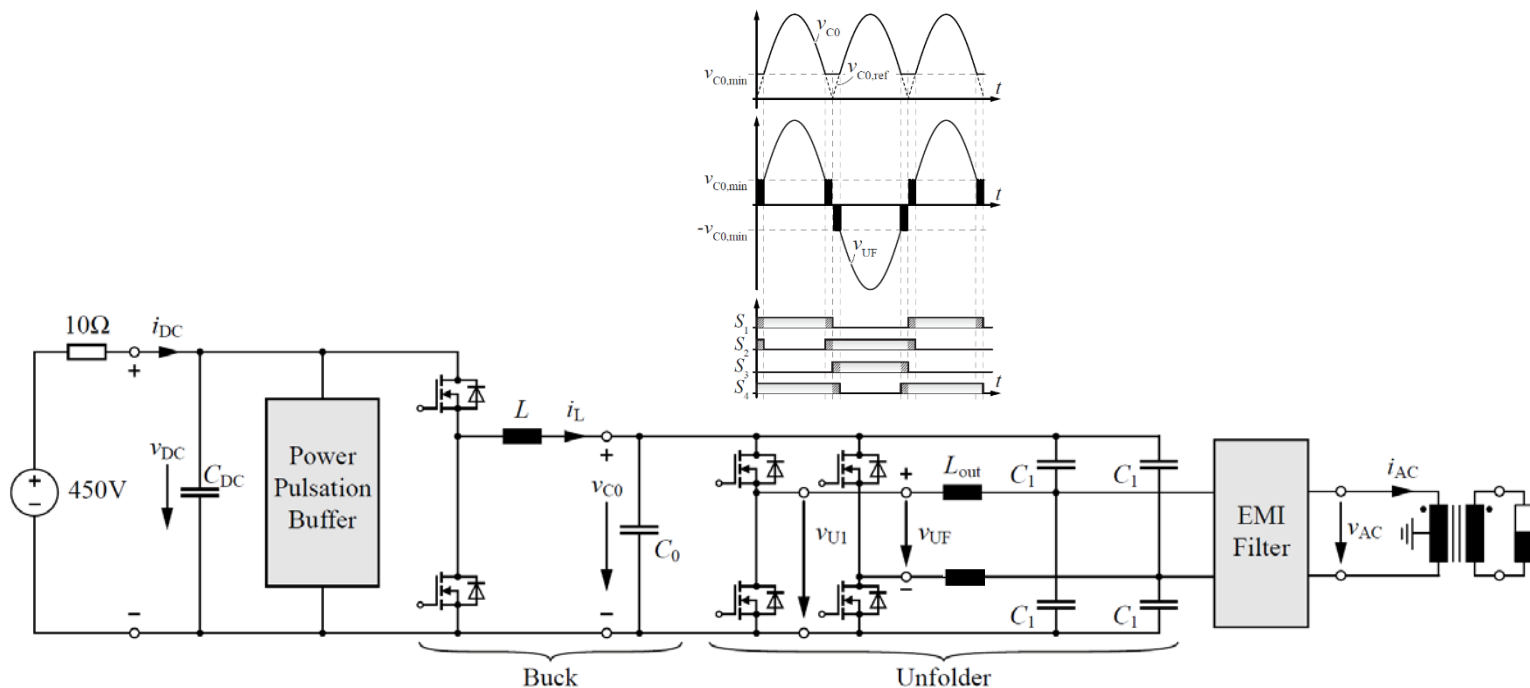 v_C0
v_C0,min
v_C0,ref
t
v_C0,min
t
-v_C0,min
v_UF
S_1
S_2
S_3
S_4
t
10Ω
i_DC
+
L
i_L
+
+
L_out
C_1
C_1
i_AC
450V
+
−
v_DC
C_DC
Power
Pulsation
Buffer
v_C0
C_0
v_U1
v_UF
−
EMI
Filter
v_AC
C_1
C_1
−
−
Buck
Unfolder